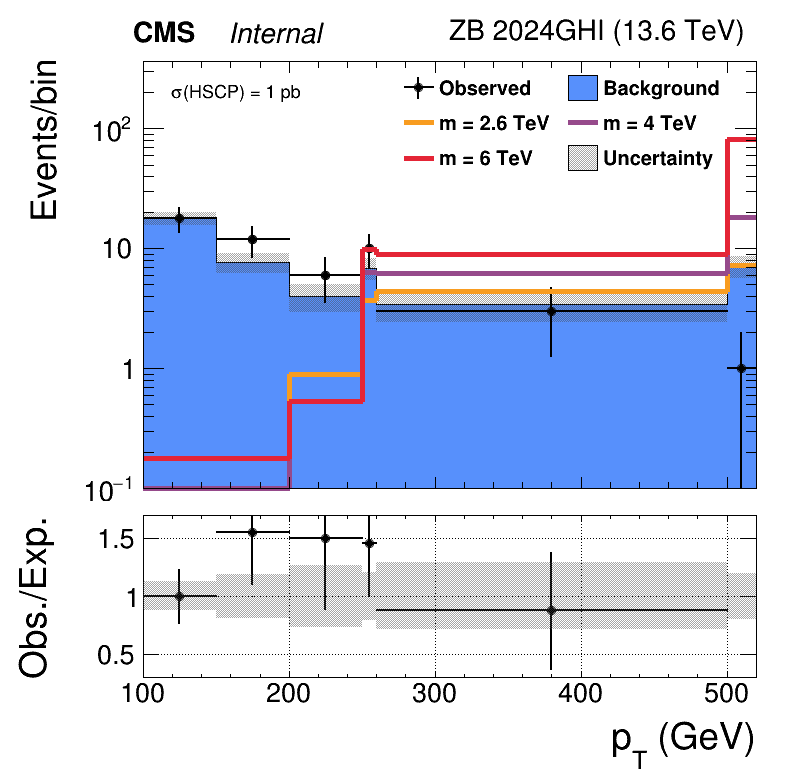 CMS Internal ZB 2024GHI (13.6 TeV)
Events/bin
σ(HSCP) = 1 pb
Observed Background
m = 2.6 TeV m = 4 TeV
m = 6 TeV Uncertainty
10²
10
1
10⁻¹
Obs./Exp.
1.5
1
0.5
100 200 300 400 500
p_T (GeV)